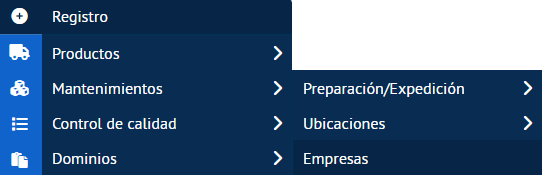 Registro
Productos
Mantenimientos
Preparación/Expedición
Control de calidad
Ubicaciones
Dominios
Empresas